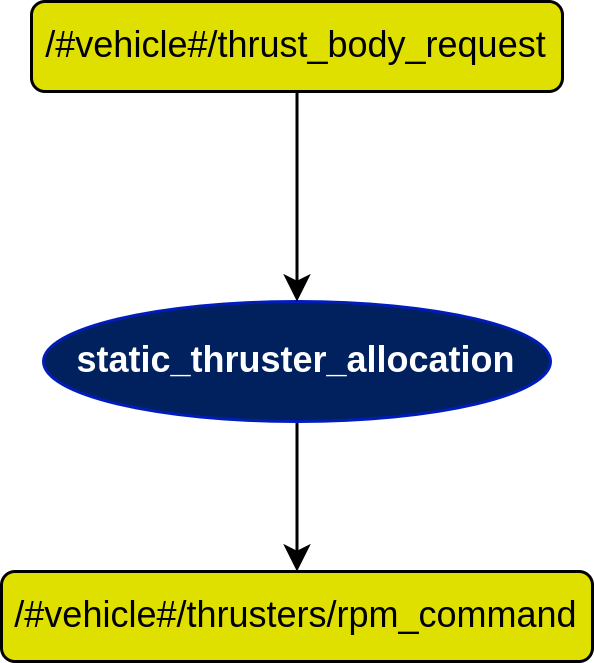 /#vehicle#/thrust_body_request
static_thruster_allocation
/#vehicle#/thrusters/rpm_command